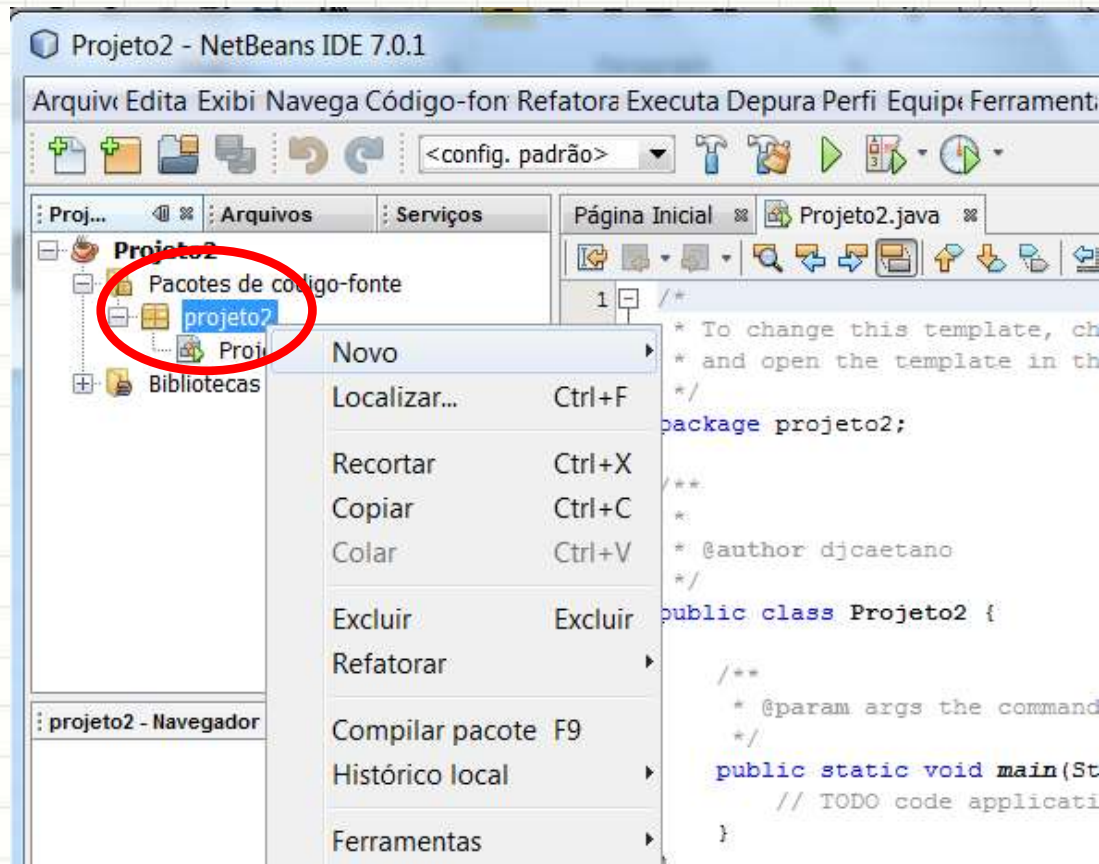 Projeto2 - NetBeans IDE 7.0.1
Arquivo Edita Exibi Navega Código-fon Refatora Executa Depura Perfi Equipe Ferramenta
<config. padrão>
Proj... Arquivos Serviços
Página Inicial Projeto2.java
Projeto2
Pacotes de código-fonte
projeto2
Proje
Bibliotecas
Novo
Localizar... Ctrl+F
Recortar Ctrl+X
Copiar Ctrl+C
Colar Ctrl+V
Excluir Excluir
Refatorar
Compilar pacote F9
Histórico local
Ferramentas
projeto2 - Navegador
1 /*
* To change this template, ch
* and open the template in th
*/
package projeto2;
/**
*
* @author djcaetano
*/
public class Projeto2 {
/**
* @param args the command
*/
public static void main(St
// TODO code applicati
}